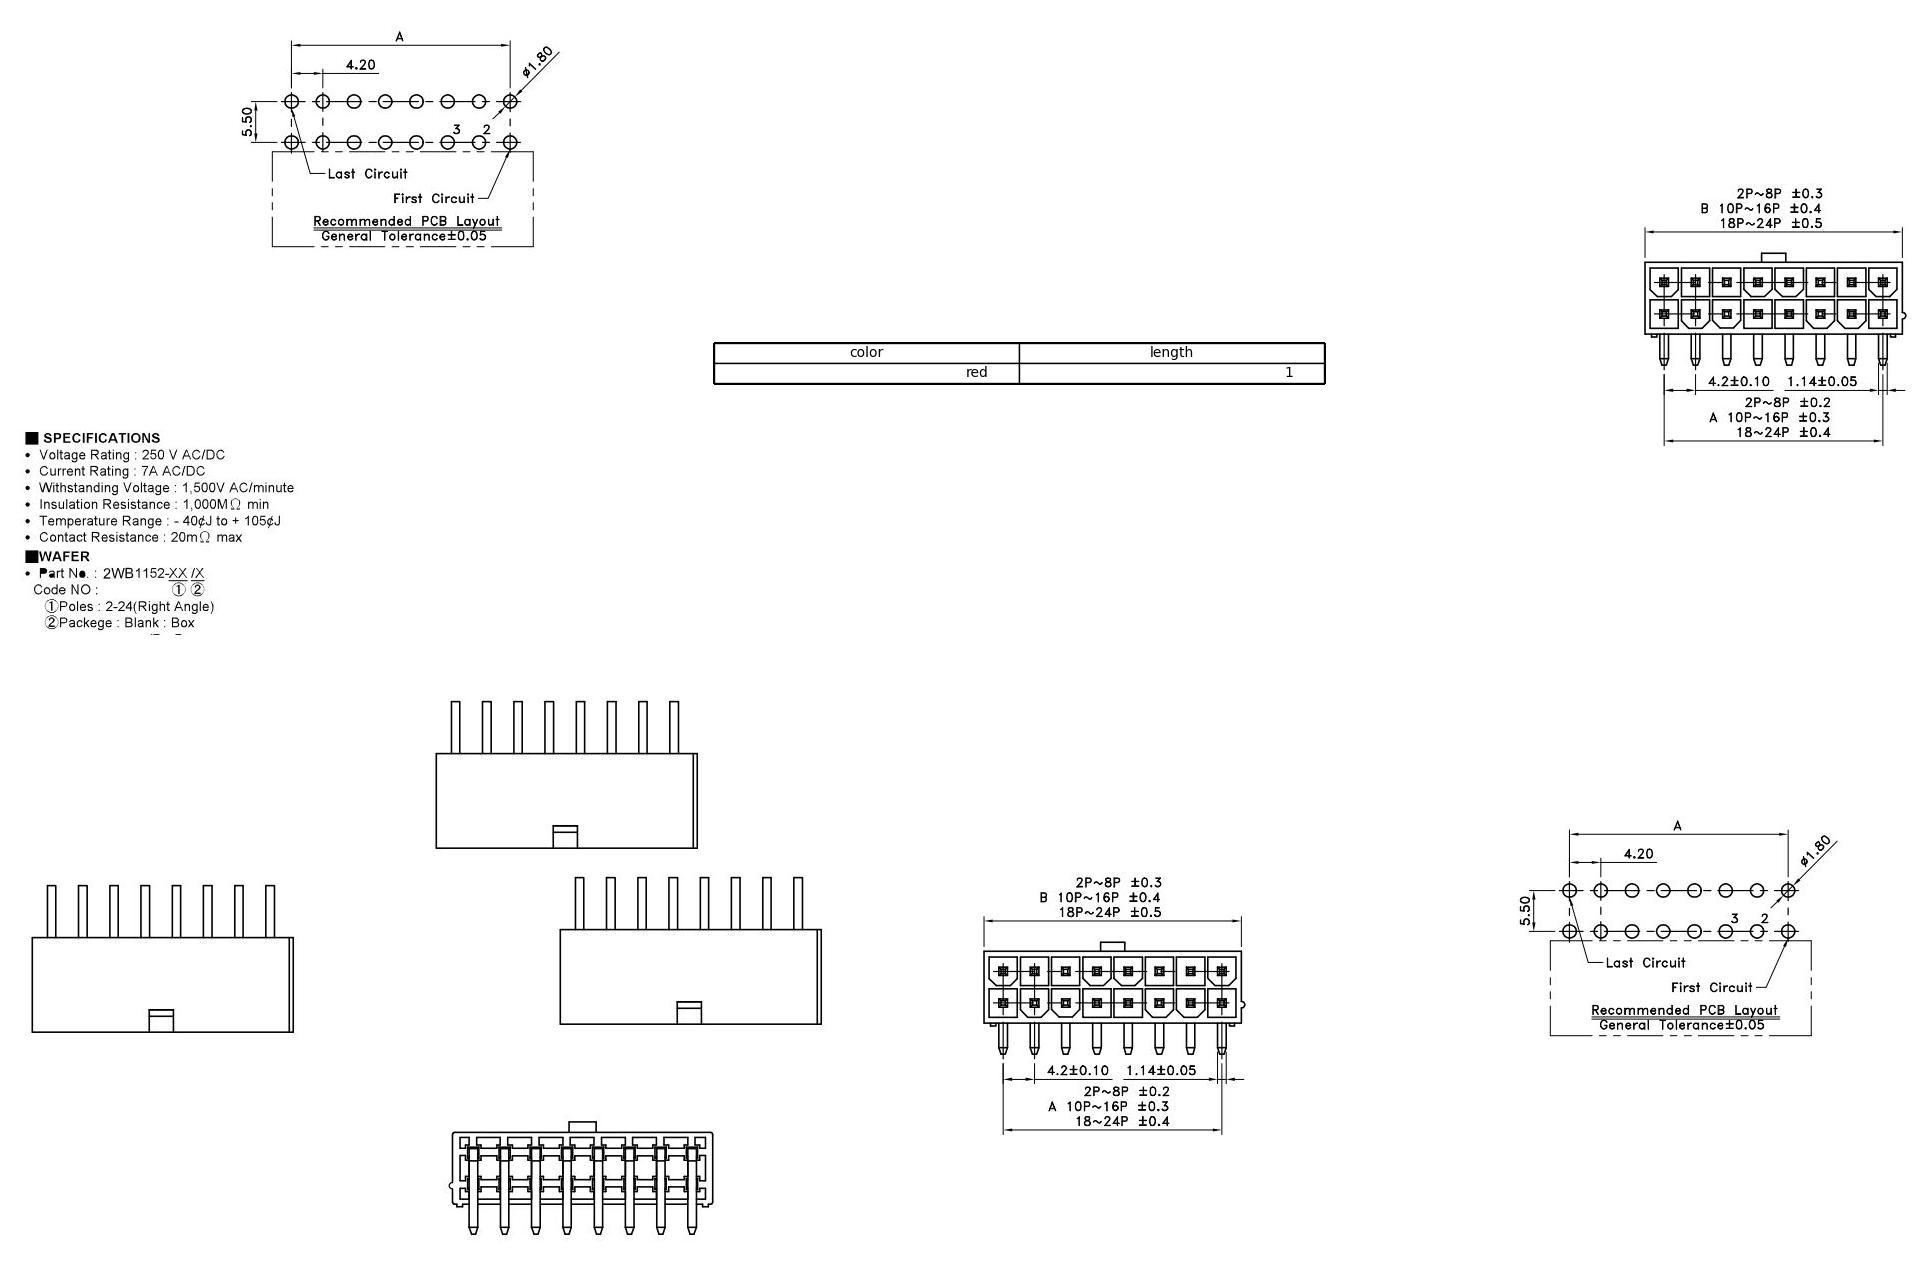 A
4.20
ø1.80
5.50
3 2
Last Circuit
First Circuit
Recommended PCB Layout
General Tolerance±0.05
2P~8P ±0.3
B 10P~16P ±0.4
18P~24P ±0.5
4.2±0.10 1.14±0.05
2P~8P ±0.2
A 10P~16P ±0.3
18~24P ±0.4
color length
red 1
■ SPECIFICATIONS
• Voltage Rating : 250 V AC/DC
• Current Rating : 7A AC/DC
• Withstanding Voltage : 1,500V AC/minute
• Insulation Resistance : 1,000MΩ min
• Temperature Range : - 40¢J to + 105¢J
• Contact Resistance : 20mΩ max
■WAFER
• Part No. : 2WB1152-XX /X
Code NO : ① ②
①Poles : 2-24(Right Angle)
②Packege : Blank : Box
2P~8P ±0.3
B 10P~16P ±0.4
18P~24P ±0.5
4.2±0.10 1.14±0.05
2P~8P ±0.2
A 10P~16P ±0.3
18~24P ±0.4
A
4.20
ø1.80
5.50
3 2
Last Circuit
First Circuit
Recommended PCB Layout
General Tolerance±0.05